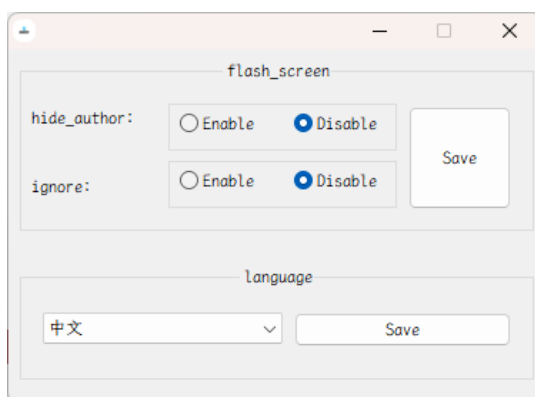 flash_screen
hide_author:
Enable
Disable
Save
ignore:
Enable
Disable
language
中文
Save